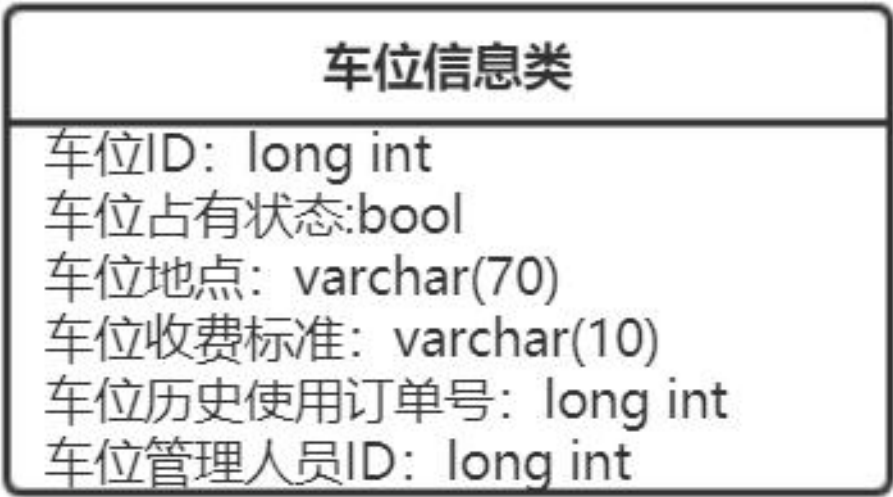 车位信息类
车位ID：long int
车位占有状态:bool
车位地点：varchar(70)
车位收费标准：varchar(10)
车位历史使用订单号：long int
车位管理人员ID：long int